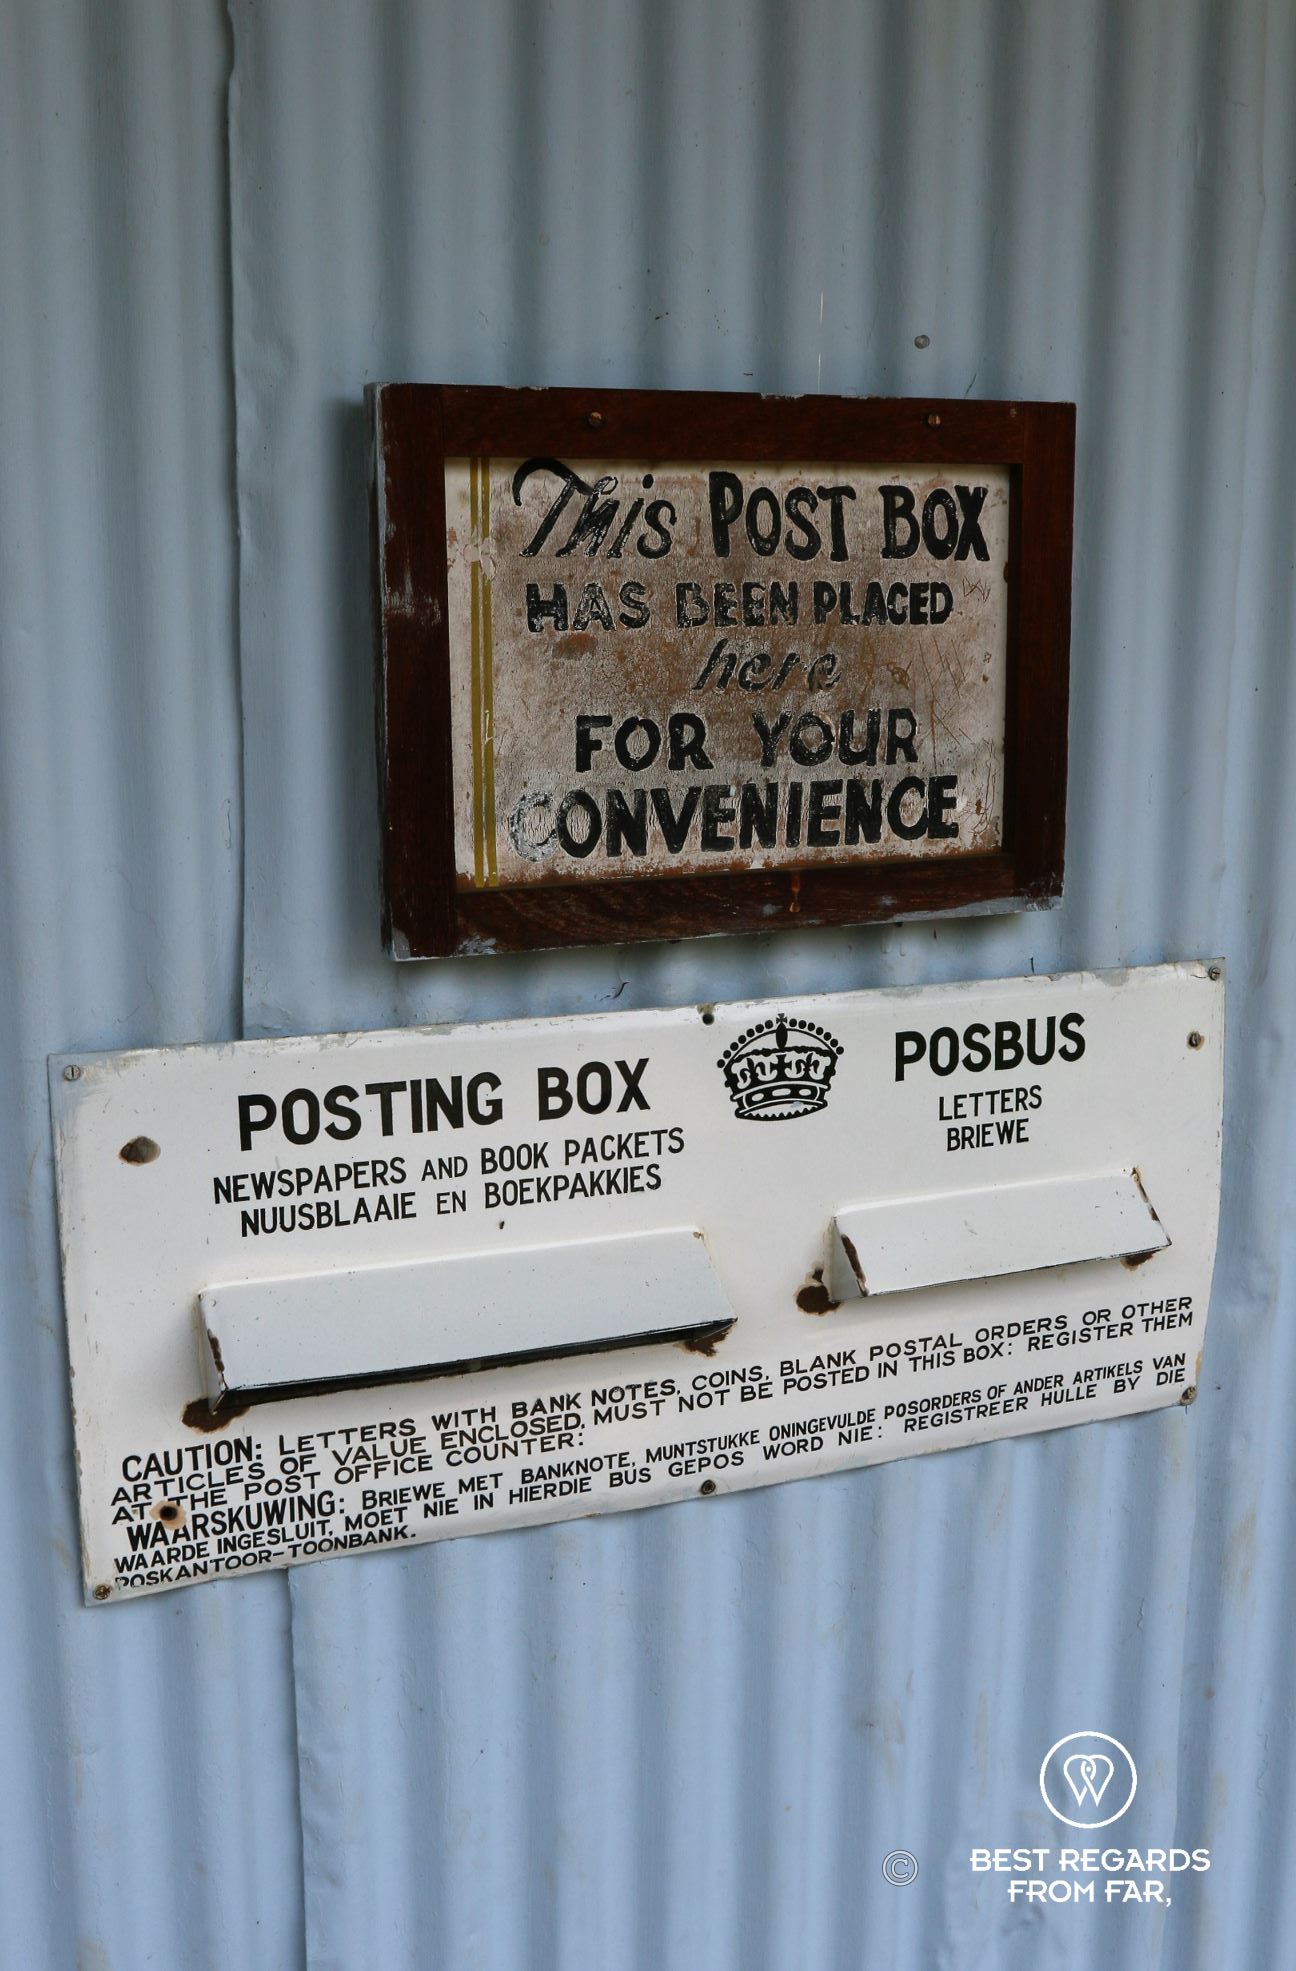 This POST BOX
HAS BEEN PLACED
here
FOR YOUR
CONVENIENCE
POSTING BOX
NEWSPAPERS AND BOOK PACKETS
NUUSBLAAIE EN BOEKPAKKIES
POSBUS
LETTERS
BRIEWE
CAUTION: LETTERS WITH BANK NOTES, COINS, BLANK POSTAL ORDERS OR OTHER
ARTICLES OF VALUE ENCLOSED, MUST NOT BE POSTED IN THIS BOX: REGISTER THEM
AT THE POST OFFICE COUNTER:
WAARSKUWING: BRIEWE MET BANKNOTE, MUNTSTUKKE ONINGEVULDE POSORDERS OF ANDER ARTIKELS VAN
WAARDE INGESLUIT, MOET NIE IN HIERDIE BUS GEPOS WORD NIE: REGISTREER HULLE BY DIE
POSKANTOOR-TOONBANK.
© BEST REGARDS
FROM FAR,